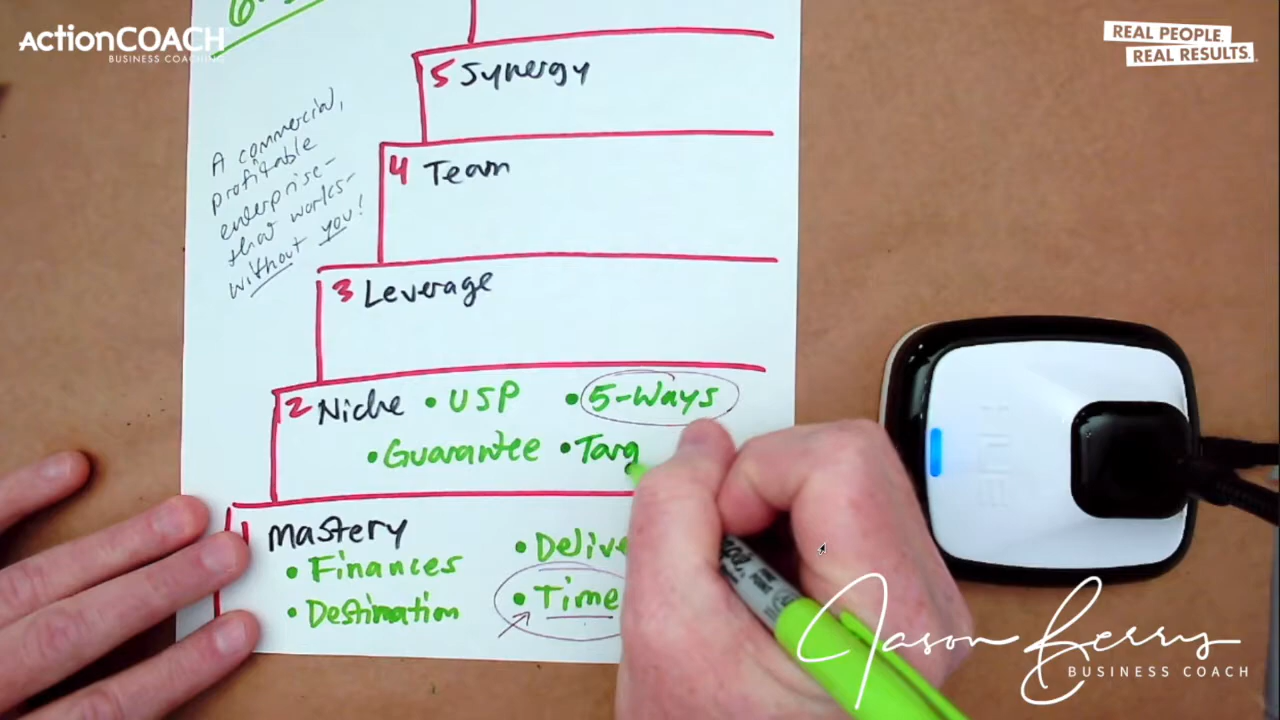 ActionCOACH
BUSINESS COACHING
REAL PEOPLE.
REAL RESULTS.
5 Synergy
A commercial,
profitable
enterprise-
that works-
without you!
4 Team
3 Leverage
2 Niche • USP • 5-Ways
• Guarantee • Targ
1 Mastery
• Finances • Delive
• Destination • Time
Jason Berry
BUSINESS COACH